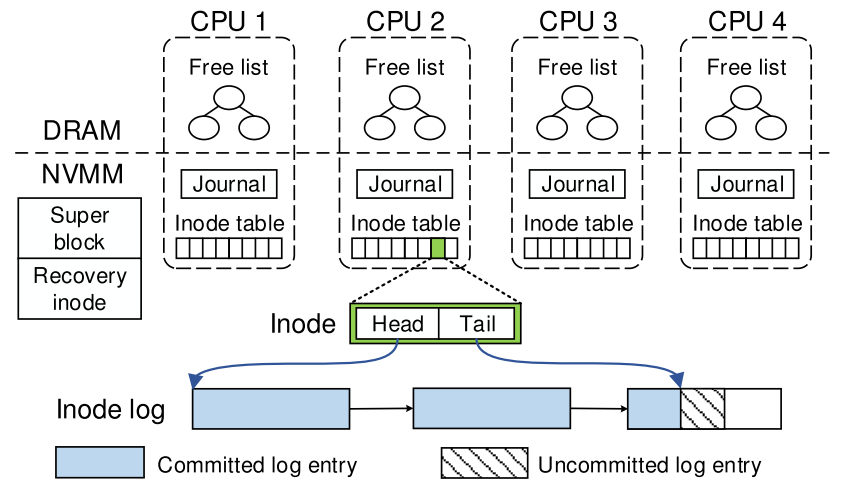 CPU 1 CPU 2 CPU 3 CPU 4
Free list Free list Free list Free list
DRAM
NVMM
Journal Journal Journal Journal
Super
block
Inode table Inode table Inode table Inode table
Recovery
inode
Inode Head Tail
Inode log
Committed log entry Uncommitted log entry